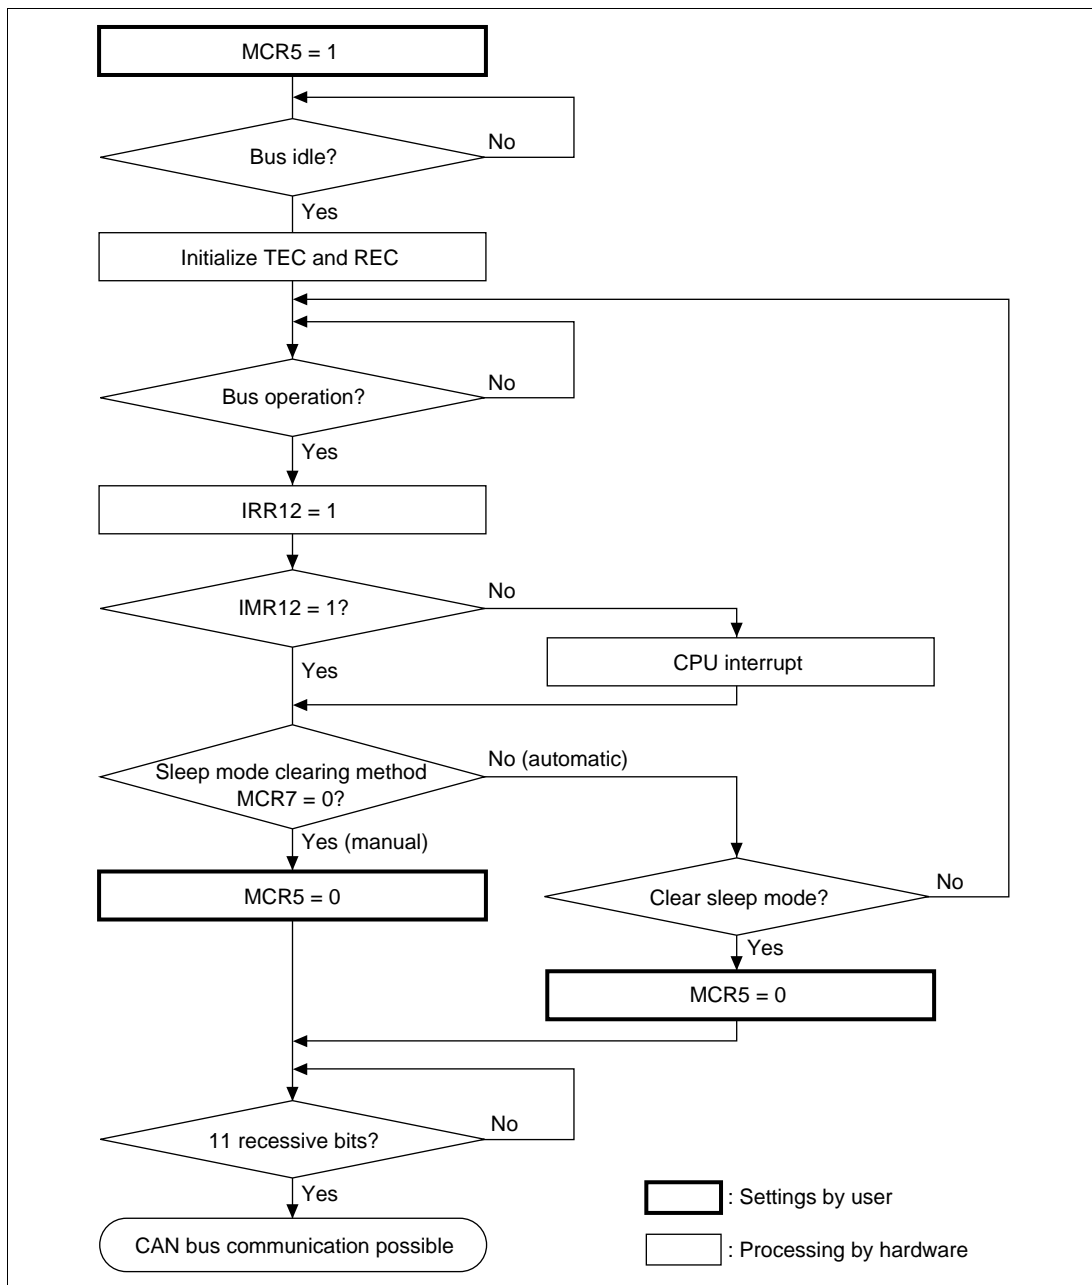 MCR5 = 1
Bus idle?
No
Yes
Initialize TEC and REC
Bus operation?
No
Yes
IRR12 = 1
IMR12 = 1?
No
Yes
CPU interrupt
Sleep mode clearing method
MCR7 = 0?
No (automatic)
Yes (manual)
MCR5 = 0
Clear sleep mode?
No
Yes
MCR5 = 0
11 recessive bits?
No
Yes
CAN bus communication possible
: Settings by user
: Processing by hardware